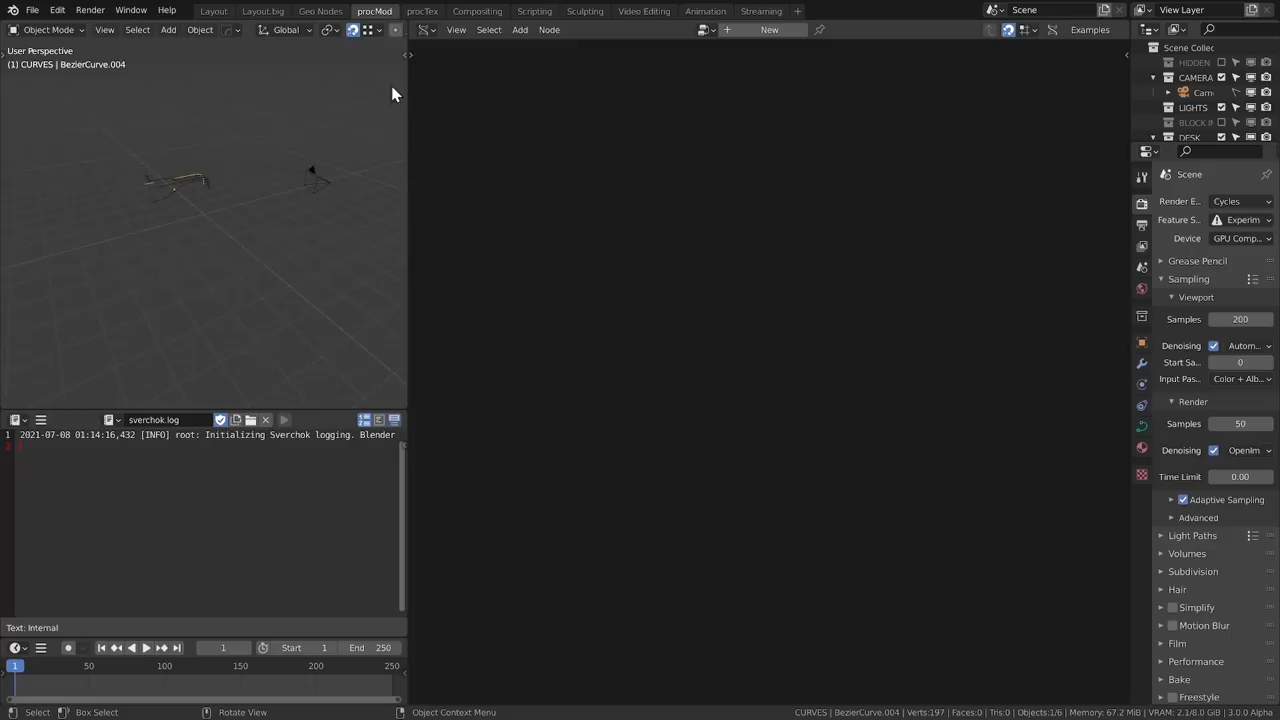 File Edit Render Window Help Layout Layout.big Geo Nodes procMod procTex Compositing Scripting Sculpting Video Editing Animation Streaming + Scene View Layer
Object Mode View Select Add Object Global View Select Add Node + New Examples
User Perspective
(1) CURVES | BezierCurve.004
Scene Collec
HIDDEN
CAMERA
Came
LIGHTS
BLOCK I
DESK
Scene
Render E... Cycles
Feature S... Experim
Device GPU Comp...
Grease Pencil
Sampling
Viewport
Samples 200
Denoising Autom...
Start Sa... 0
Input Pas... Color + Alb...
Render
Samples 50
Denoising OpenIm
Time Limit 0.00
Adaptive Sampling
Advanced
Light Paths
Volumes
Subdivision
Hair
Simplify
Motion Blur
Film
Performance
Bake
Freestyle
sverchok.log
1 2021-07-08 01:14:16,432 [INFO] root: Initializing Sverchok logging. Blender
2
Text: Internal
1 Start 1 End 250
1 50 100 150 200 250
Select Box Select Rotate View Object Context Menu CURVES | BezierCurve.004 | Verts:197 | Faces:0 | Tris:0 | Objects:1/6 | Memory: 67.2 MiB | VRAM: 2.1/8.0 GiB | 3.0.0 Alpha